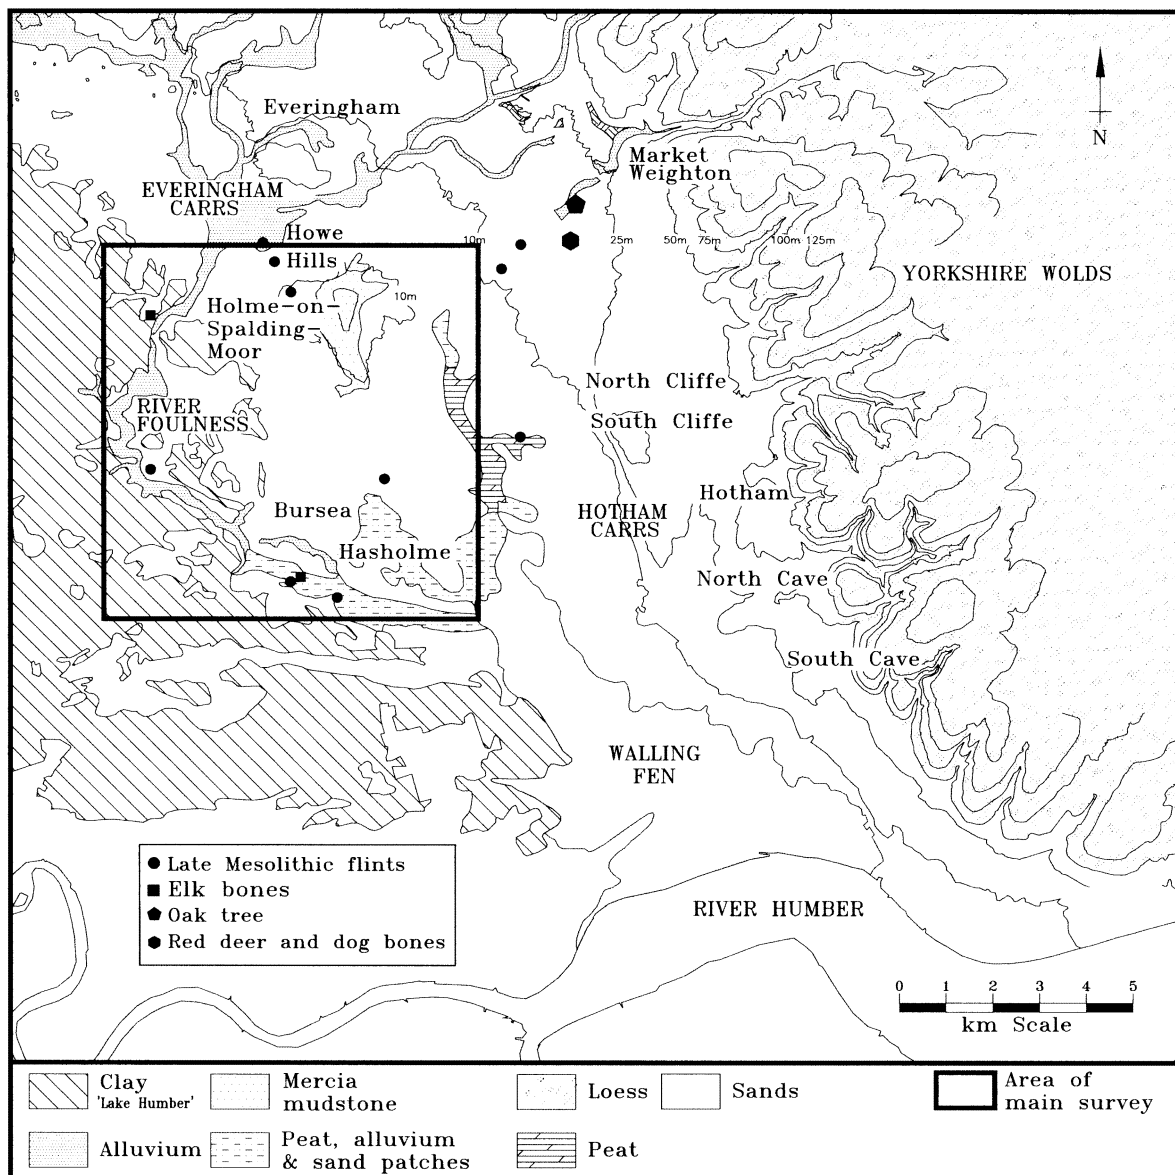 Everingham
N
Market
Weighton
EVERINGHAM
CARRS
Howe
10m
25m
50m
75m
100m
125m
Hills
YORKSHIRE WOLDS
Holme-on-
Spalding-
Moor
10m
North Cliffe
RIVER
FOULNESS
South Cliffe
Hotham
Bursea
HOTHAM
CARRS
Hasholme
North Cave
South Cave
WALLING
FEN
Late Mesolithic flints
Elk bones
Oak tree
Red deer and dog bones
RIVER HUMBER
0 1 2 3 4 5
km Scale
Clay
'Lake Humber'
Mercia
mudstone
Loess
Sands
Area of
main survey
Alluvium
Peat, alluvium
& sand patches
Peat